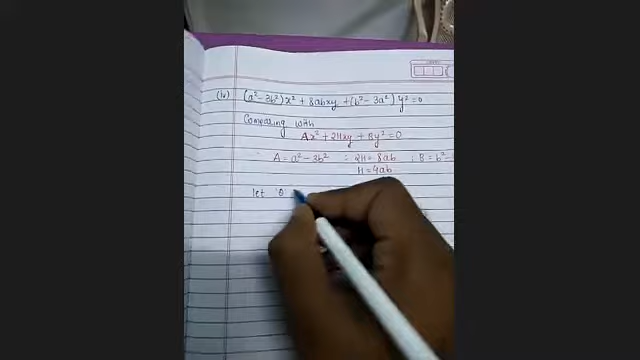 (iv) (a² - 3b²)x² + 8abxy + (b² - 3a²) y² = 0
Comparing with
Ax² + 2Hxy + By² = 0
A = a² - 3b² ; 2H = 8ab ; B = b² -
H = 4ab
let 'θ'